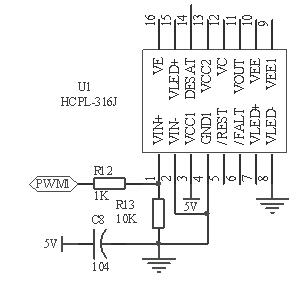 16 15 14 13 12 11 10 9
VE VLED+ DESAT VCC2 VC VOUT VEE VEE1
U1
HCPL-316J
VIN+ VIN- VCC1 GND1 /REST /FALT VLED+ VLED-
1 2 3 4 5 6 7 8
R12
PWM1
1K
5V
R13
10K
C8
5V
104